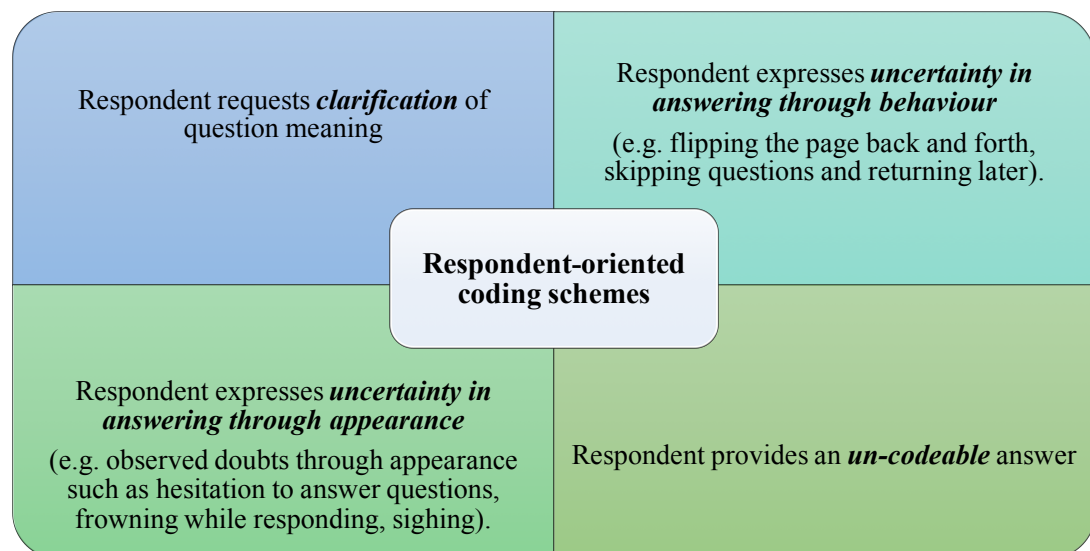 Respondent requests clarification of
question meaning
Respondent expresses uncertainty in
answering through behaviour
(e.g. flipping the page back and forth,
skipping questions and returning later).
Respondent-oriented
coding schemes
Respondent expresses uncertainty in
answering through appearance
(e.g. observed doubts through appearance
such as hesitation to answer questions,
frowning while responding, sighing).
Respondent provides an un-codeable answer